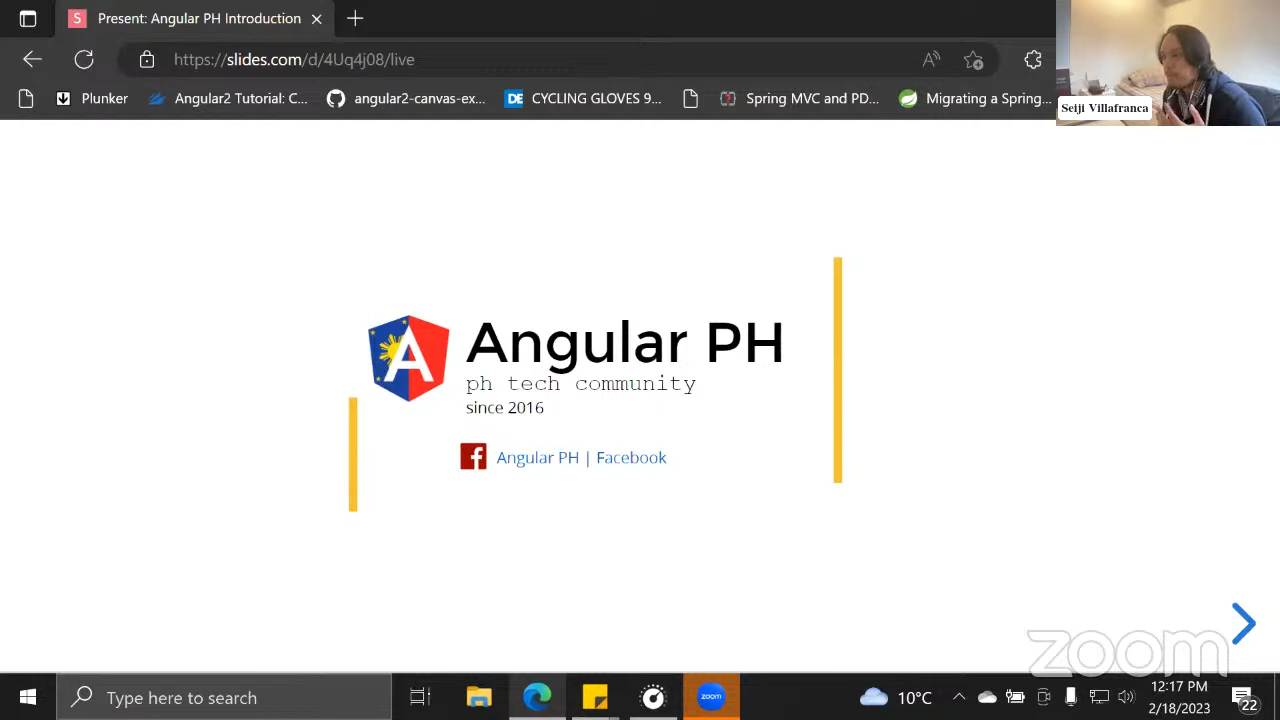 S Present: Angular PH Introduction
https://slides.com/d/4Uq4j08/live
Plunker
Angular2 Tutorial: C...
angular2-canvas-ex...
DE CYCLING GLOVES 9...
Spring MVC and PD...
Migrating a Spring...
Seiji Villafranca
A
Angular PH
ph tech community
since 2016
f Angular PH | Facebook
zoom
Type here to search
zoom
10°C
12:17 PM
2/18/2023
22